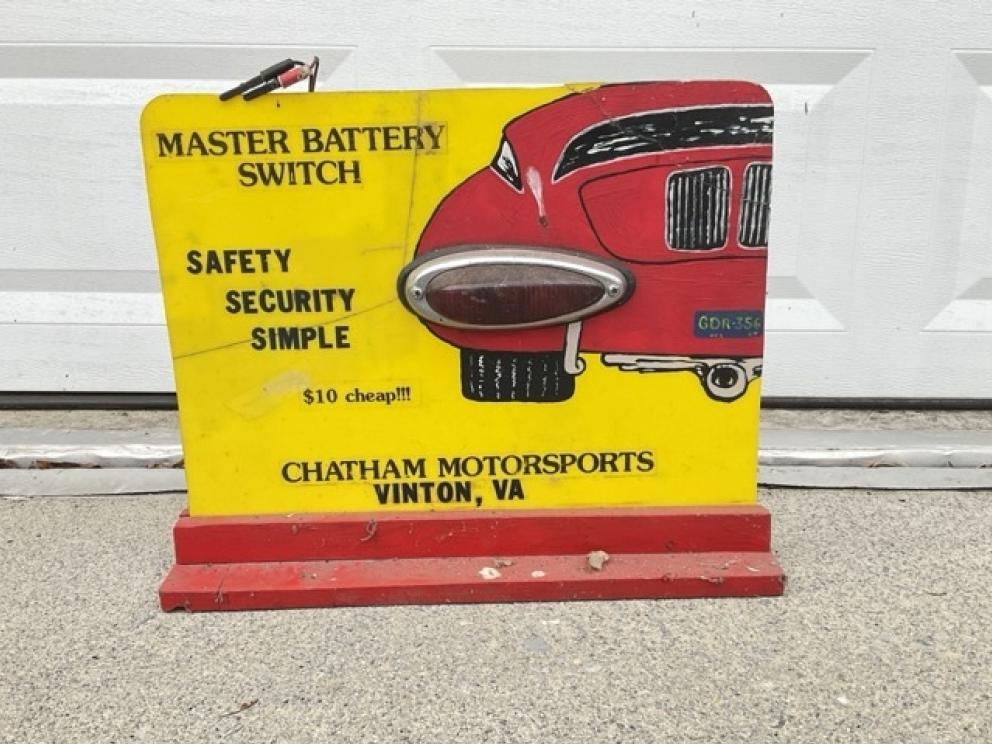 MASTER BATTERY
SWITCH
SAFETY
SECURITY
SIMPLE
$10 cheap!!!
GDR-356
CHATHAM MOTORSPORTS
VINTON, VA